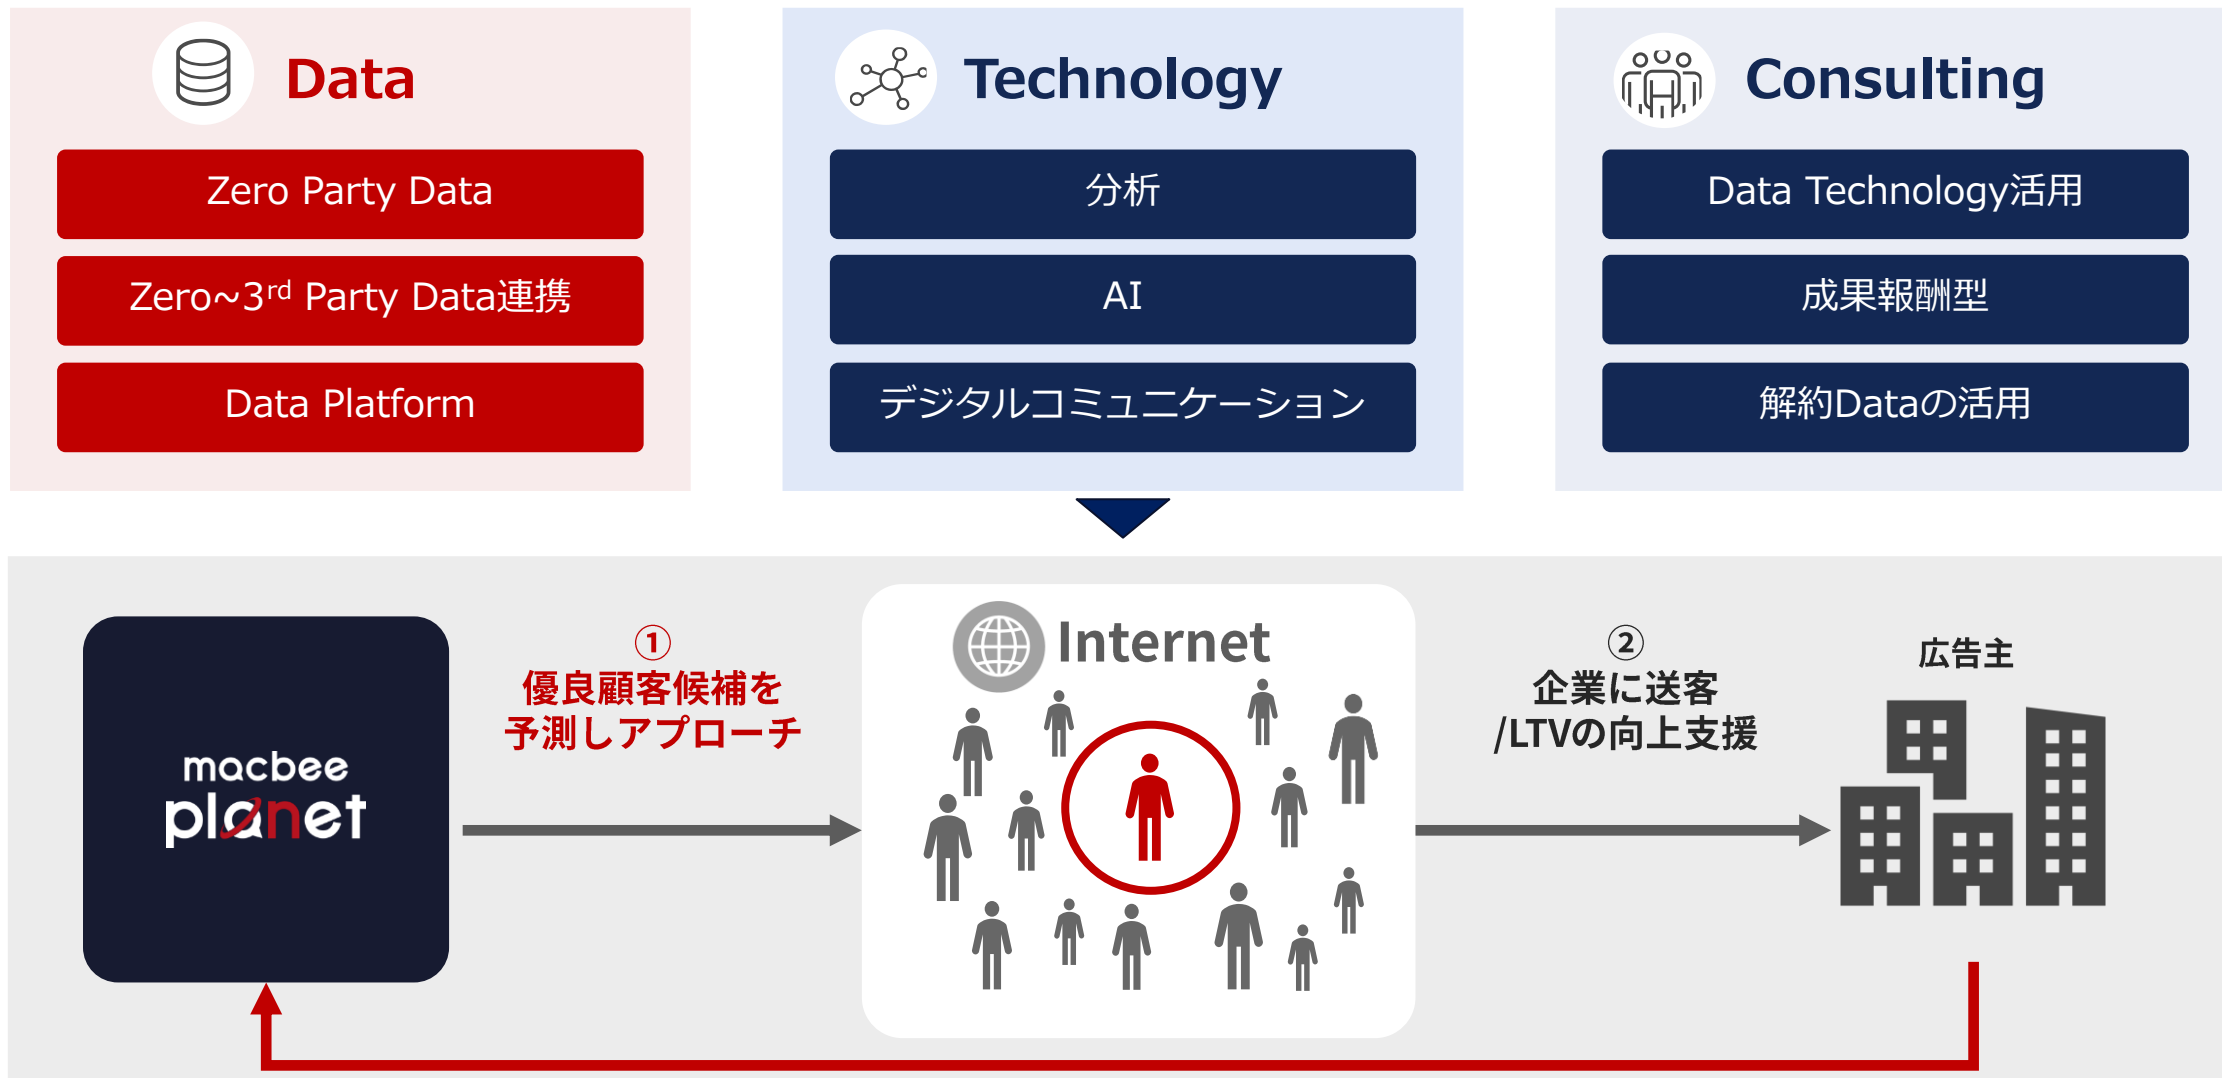 Data
Zero Party Data
Zero~3rd Party Data連携
Data Platform
Technology
分析
AI
デジタルコミュニケーション
Consulting
Data Technology活用
成果報酬型
解約Dataの活用
macbee
planet
①
優良顧客候補を
予測しアプローチ
Internet
②
企業に送客
/LTVの向上支援
広告主